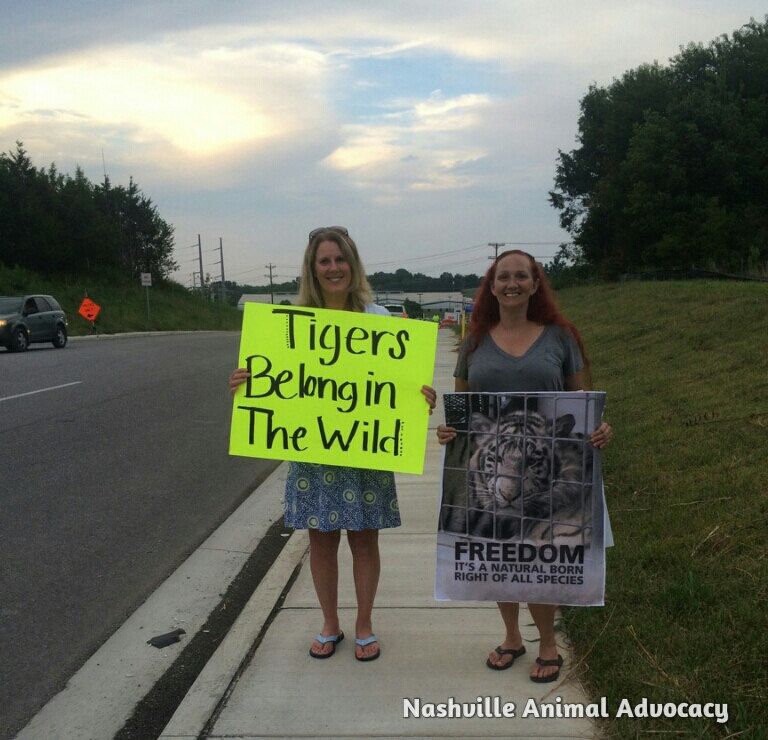 Tigers
Belong in
The Wild
FREEDOM
IT'S A NATURAL BORN
RIGHT OF ALL SPECIES
Nashville Animal Advocacy